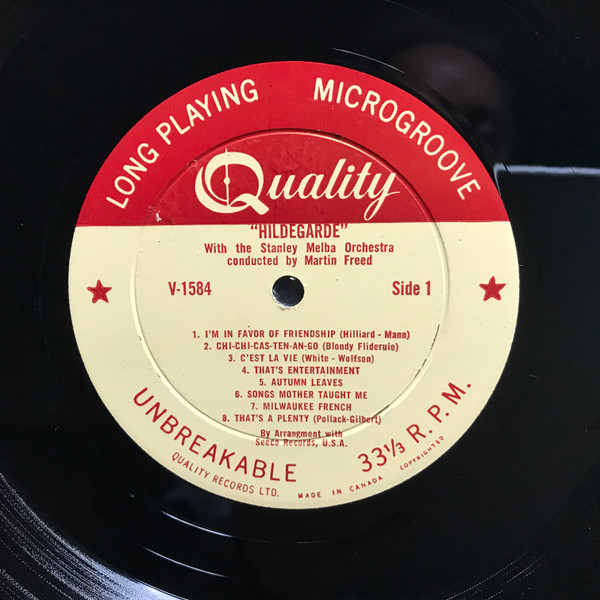 LONG PLAYING MICROGROOVE
Quality
"HILDEGARDE"
With the Stanley Melba Orchestra
conducted by Martin Freed
V-1584 Side 1
1. I'M IN FAVOR OF FRIENDSHIP (Hilliard - Mann)
2. CHI-CHI-CAS-TEN-AN-GO (Blondy Flideruie)
3. C'EST LA VIE (White - Wolfson)
4. THAT'S ENTERTAINMENT
5. AUTUMN LEAVES
6. SONGS MOTHER TAUGHT ME
7. MILWAUKEE FRENCH
8. THAT'S A PLENTY (Pollack-Gilbert)
By Arrangment with
Seeco Records, U.S.A.
UNBREAKABLE 33⅓ R.P.M.
QUALITY RECORDS LTD. MADE IN CANADA COPYRIGHTED